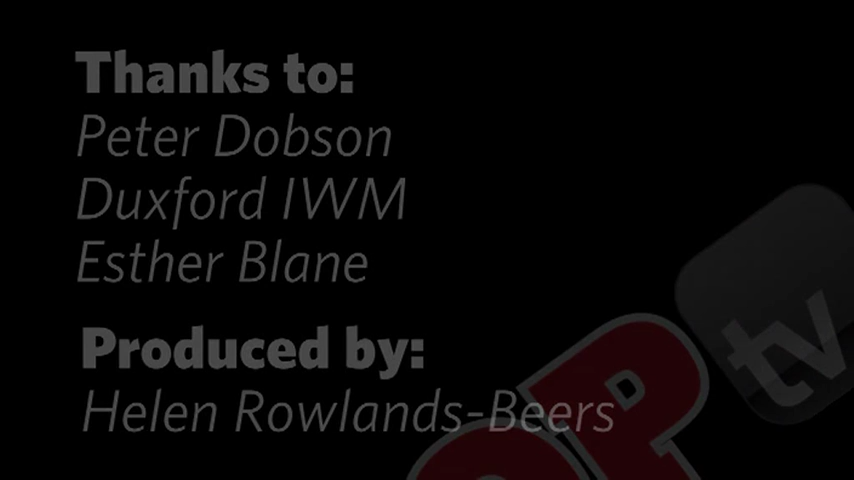 Thanks to:
Peter Dobson
Duxford IWM
Esther Blane
Produced by:
Helen Rowlands-Beers
P
tv